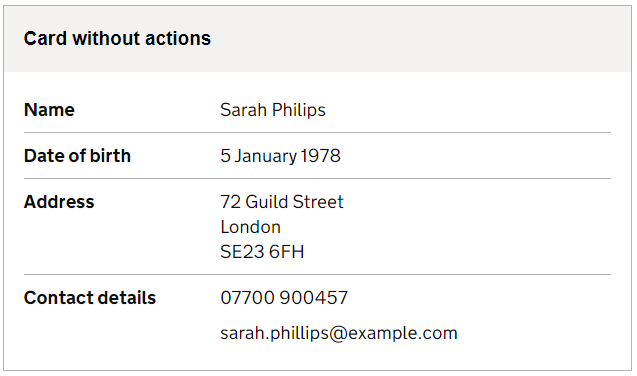 Card without actions
Name Sarah Philips
Date of birth 5 January 1978
Address 72 Guild Street
London
SE23 6FH
Contact details 07700 900457
sarah.phillips@example.com